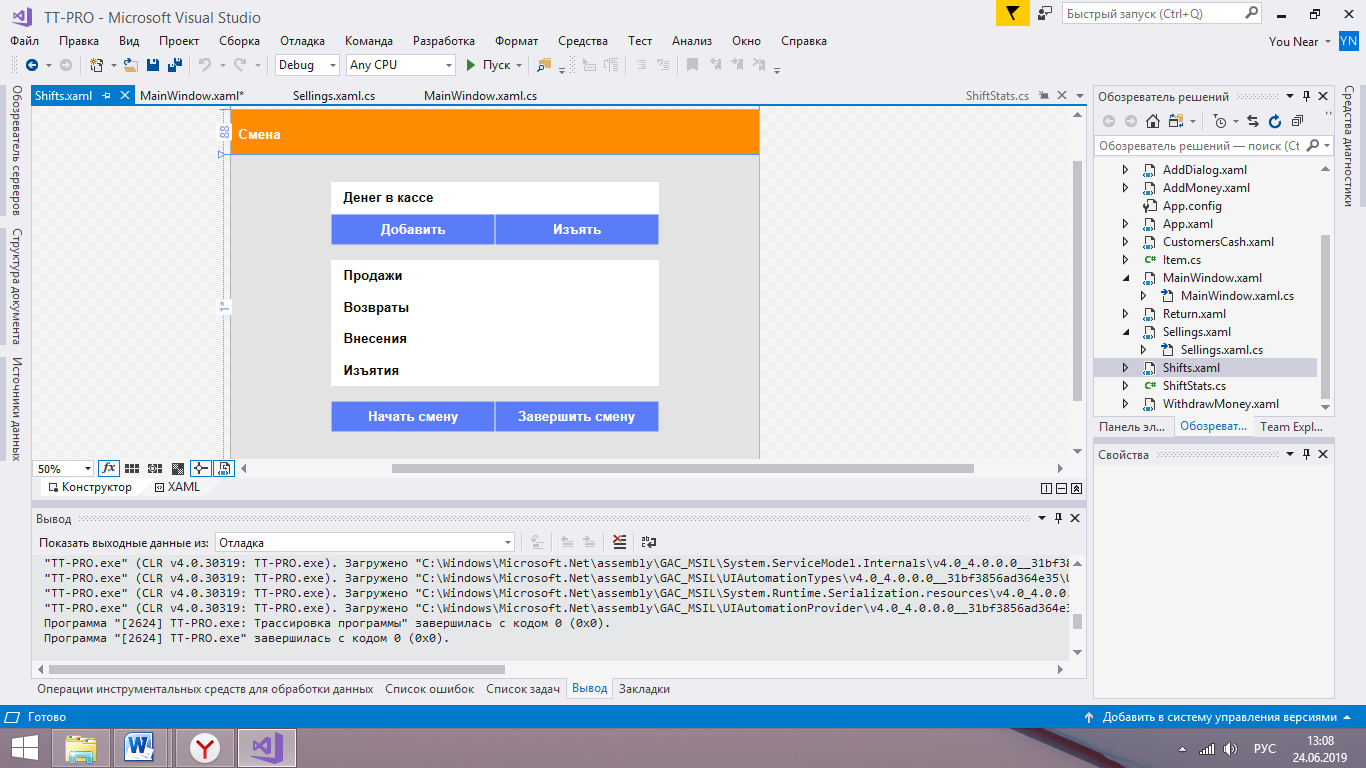 TT-PRO - Microsoft Visual Studio
Быстрый запуск (Ctrl+Q)
Файл Правка Вид Проект Сборка Отладка Команда Разработка Формат Средства Тест Анализ Окно Справка
You Near YN
Debug Any CPU Пуск
Обозреватель серверов
Структура документа
Источники данных
Shifts.xaml MainWindow.xaml* Sellings.xaml.cs MainWindow.xaml.cs ShiftStats.cs
88
Смена
1*
Денег в кассе
Добавить Изъять
Продажи
Возвраты
Внесения
Изъятия
Начать смену Завершить смену
50%
Конструктор XAML
Вывод
Показать выходные данные из: Отладка
"TT-PRO.exe" (CLR v4.0.30319: TT-PRO.exe). Загружено "C:\Windows\Microsoft.Net\assembly\GAC_MSIL\System.ServiceModel.Internals\v4.0_4.0.0.0__31bf38
"TT-PRO.exe" (CLR v4.0.30319: TT-PRO.exe). Загружено "C:\Windows\Microsoft.Net\assembly\GAC_MSIL\UIAutomationTypes\v4.0_4.0.0.0__31bf3856ad364e35\U
"TT-PRO.exe" (CLR v4.0.30319: TT-PRO.exe). Загружено "C:\Windows\Microsoft.Net\assembly\GAC_MSIL\System.Runtime.Serialization.resources\v4.0_4.0.0.
"TT-PRO.exe" (CLR v4.0.30319: TT-PRO.exe). Загружено "C:\Windows\Microsoft.Net\assembly\GAC_MSIL\UIAutomationProvider\v4.0_4.0.0.0__31bf3856ad364e3
Программа "[2624] TT-PRO.exe: Трассировка программы" завершилась с кодом 0 (0x0).
Программа "[2624] TT-PRO.exe" завершилась с кодом 0 (0x0).
Операции инструментальных средств для обработки данных Список ошибок Список задач Вывод Закладки
Обозреватель решений
Обозреватель решений — поиск (Ct
AddDialog.xaml
AddMoney.xaml
App.config
App.xaml
CustomersCash.xaml
C# Item.cs
MainWindow.xaml
MainWindow.xaml.cs
Return.xaml
Sellings.xaml
Sellings.xaml.cs
Shifts.xaml
C# ShiftStats.cs
WithdrawMoney.xaml
Панель эл... Обозреват... Team Expl...
Свойства
Средства диагностики
Готово
Добавить в систему управления версиями
РУС
13:08
24.06.2019